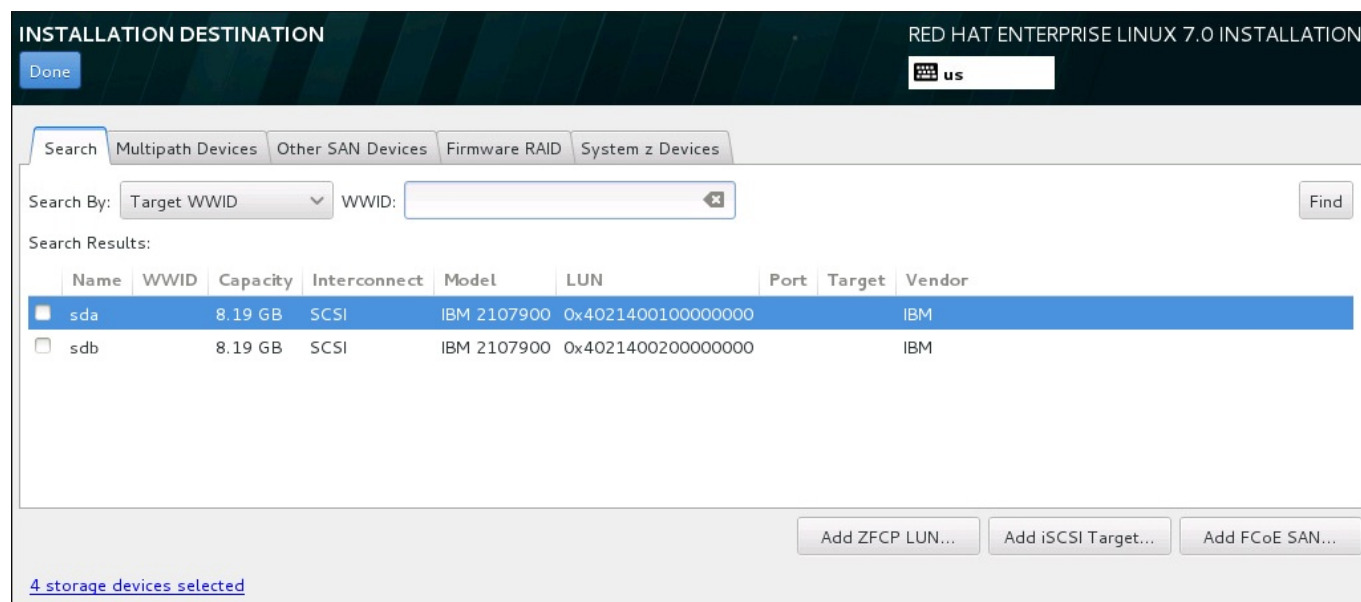 INSTALLATION DESTINATION RED HAT ENTERPRISE LINUX 7.0 INSTALLATION
Done us
Search Multipath Devices Other SAN Devices Firmware RAID System z Devices
Search By: Target WWID WWID: Find
Search Results:
Name WWID Capacity Interconnect Model LUN Port Target Vendor
sda 8.19 GB SCSI IBM 2107900 0x4021400100000000 IBM
sdb 8.19 GB SCSI IBM 2107900 0x4021400200000000 IBM
Add ZFCP LUN... Add iSCSI Target... Add FCoE SAN...
4 storage devices selected